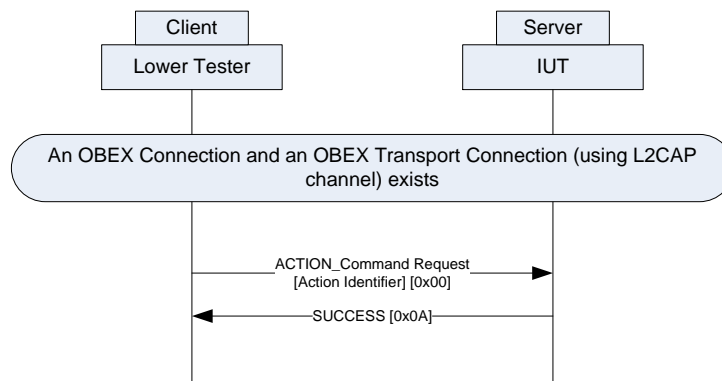 Client
Server
Lower Tester
IUT
An OBEX Connection and an OBEX Transport Connection (using L2CAP
channel) exists
ACTION_Command Request
[Action Identifier] [0x00]
SUCCESS [0x0A]